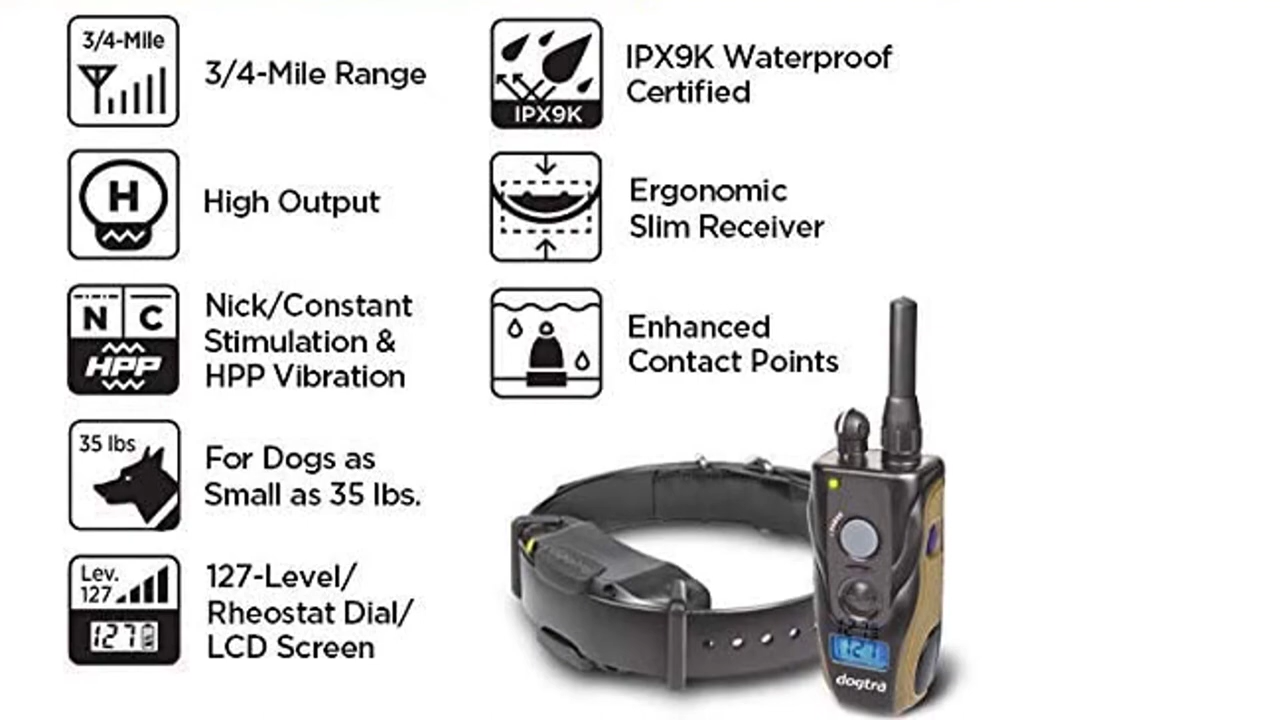 3/4-Mile
3/4-Mile Range
H
High Output
N C
HPP
Nick/Constant
Stimulation &
HPP Vibration
35 lbs
For Dogs as
Small as 35 lbs.
Lev.
127
127
127-Level/
Rheostat Dial/
LCD Screen
IPX9K
IPX9K Waterproof
Certified
Ergonomic
Slim Receiver
Enhanced
Contact Points
127
dogtra